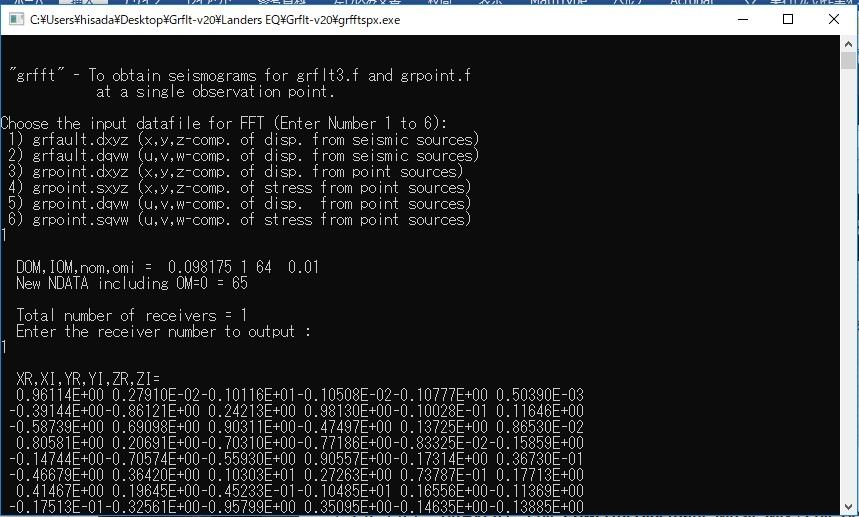 C:¥Users¥hisada¥Desktop¥Grflt-v20¥Landers EQ¥Grflt-v20¥grfftspx.exe
"grfft" - To obtain seismograms for grflt3.f and grpoint.f
at a single observation point.
Choose the input datafile for FFT (Enter Number 1 to 6):
1) grfault.dxyz (x,y,z-comp. of disp. from seismic sources)
2) grfault.dqvw (u,v,w-comp. of disp. from seismic sources)
3) grpoint.dxyz (x,y,z-comp. of disp. from point sources)
4) grpoint.sxyz (x,y,z-comp. of stress from point sources)
5) grpoint.dqvw (u,v,w-comp. of disp.  from point sources)
6) grpoint.sqvw (u,v,w-comp. of stress from point sources)
1
DOM,IOM,nom,omi =  0.098175 1 64  0.01
New NDATA including OM=0 = 65
Total number of receivers = 1
Enter the receiver number to output :
1
XR,XI,YR,YI,ZR,ZI=
0.96114E+00 0.27910E-02-0.10116E+01-0.10508E-02-0.10777E+00 0.50390E-03
-0.39144E+00-0.86121E+00 0.24213E+00 0.98130E+00-0.10028E-01 0.11646E+00
-0.58739E+00 0.69098E+00 0.90311E+00-0.47497E+00 0.13725E+00 0.86530E-02
0.80581E+00 0.20691E+00-0.70310E+00-0.77186E+00-0.83325E-02-0.15859E+00
-0.14744E+00-0.70574E+00-0.55930E+00 0.90557E+00-0.17314E+00 0.36730E-01
-0.46679E+00 0.36420E+00 0.10303E+01 0.27263E+00 0.73787E-01 0.17713E+00
0.41467E+00 0.19645E+00-0.45233E-01-0.10485E+01 0.16556E+00-0.11369E+00
-0.17513E-01-0.32561E+00-0.95799E+00 0.35095E+00-0.14635E+00-0.13885E+00